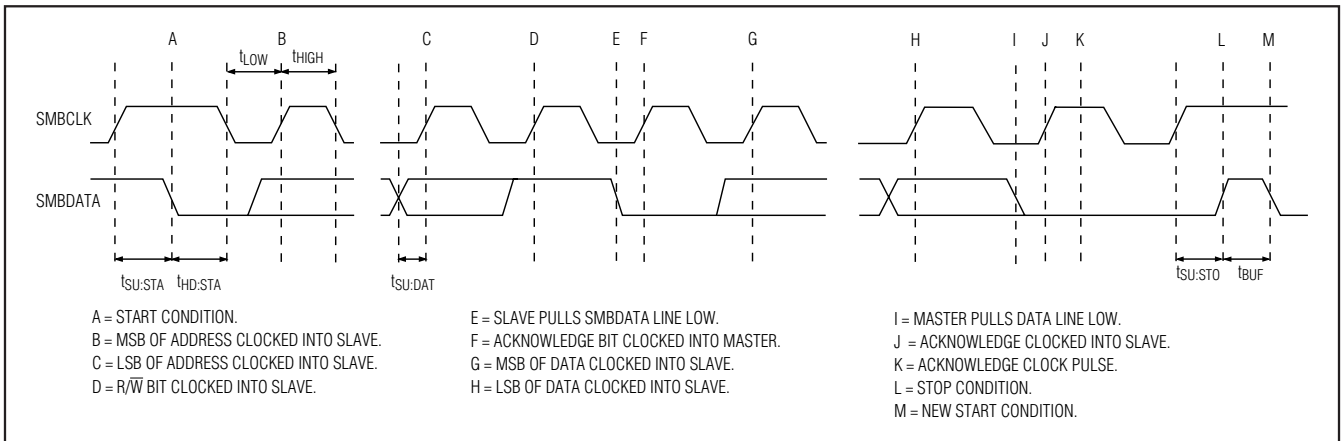 A B C D E F G H I J K L M
tLOW tHIGH
SMBCLK
SMBDATA
tSU:STA tHD:STA tSU:DAT tSU:STO tBUF
A = START CONDITION.
B = MSB OF ADDRESS CLOCKED INTO SLAVE.
C = LSB OF ADDRESS CLOCKED INTO SLAVE.
D = R/W̅ BIT CLOCKED INTO SLAVE.
E = SLAVE PULLS SMBDATA LINE LOW.
F = ACKNOWLEDGE BIT CLOCKED INTO MASTER.
G = MSB OF DATA CLOCKED INTO SLAVE.
H = LSB OF DATA CLOCKED INTO SLAVE.
I = MASTER PULLS DATA LINE LOW.
J = ACKNOWLEDGE CLOCKED INTO SLAVE.
K = ACKNOWLEDGE CLOCK PULSE.
L = STOP CONDITION.
M = NEW START CONDITION.